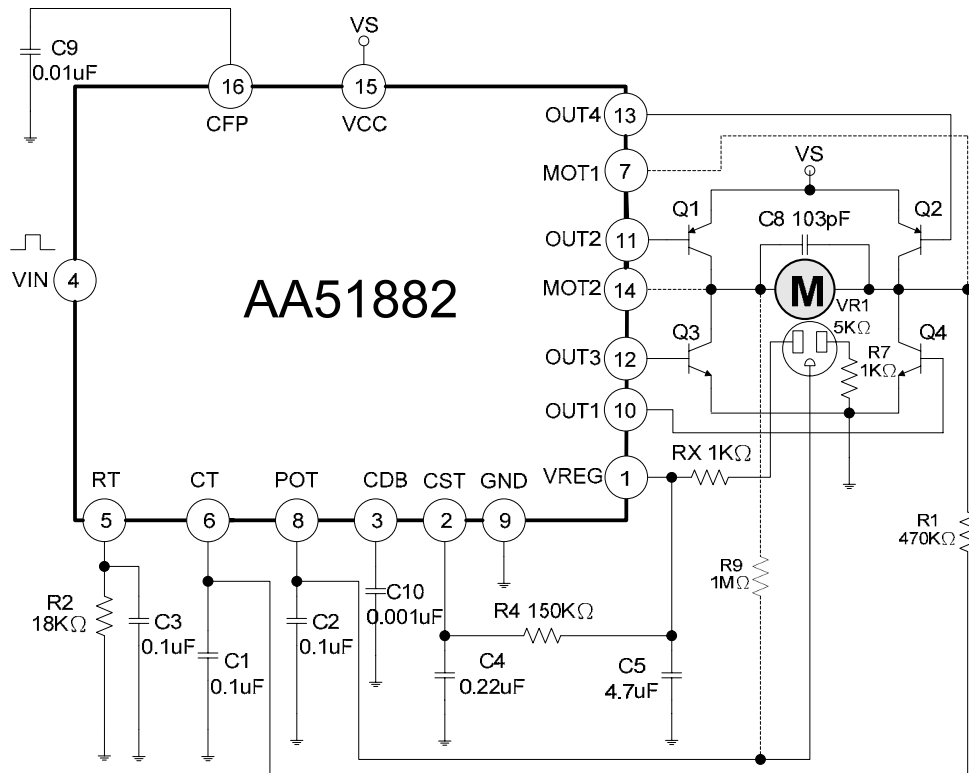 C9
0.01uF
VS
16
CFP
15
VCC
OUT4
13
MOT1
7
VS
Q1
C8 103pF
Q2
OUT2
11
VIN
4
AA51882
MOT2
14
M
VR1
5KΩ
Q3
Q4
OUT3
12
R7
1KΩ
OUT1
10
RX 1KΩ
RT
CT
POT
CDB
CST
GND
VREG
1
5
6
8
3
2
9
R1
470KΩ
R9
1MΩ
R2
18KΩ
C3
0.1uF
C1
0.1uF
C2
0.1uF
C10
0.001uF
R4 150KΩ
C4
0.22uF
C5
4.7uF